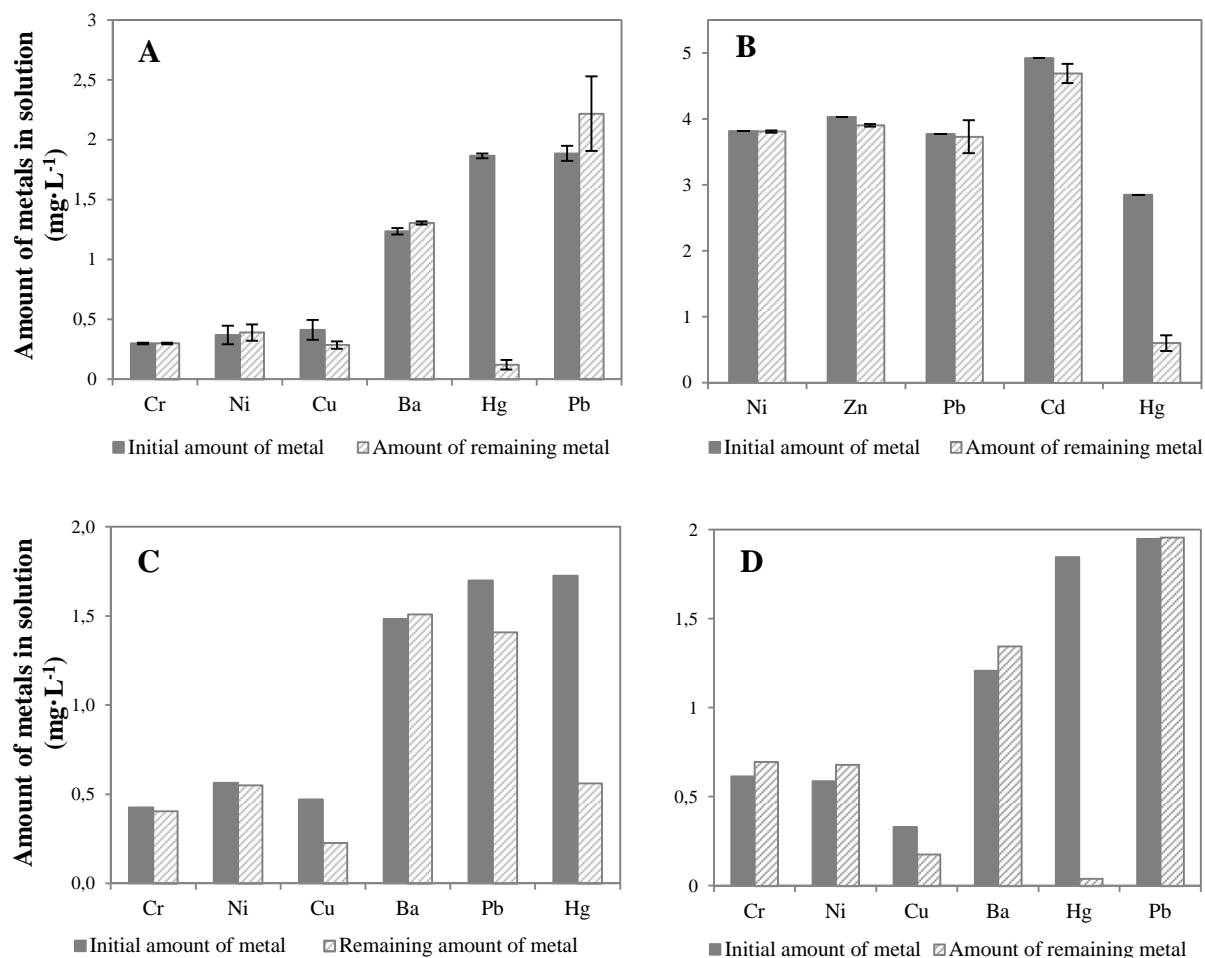 Amount of metals in solution
(mg·L-1)
A
3
2,5
2
1,5
1
0,5
0
Cr Ni Cu Ba Hg Pb
Initial amount of metal Amount of remaining metal
B
5
4
3
2
1
0
Ni Zn Pb Cd Hg
Initial amount of metal Amount of remaining metal
Amount of metals in solution
(mg·L-1)
C
2,0
1,5
1,0
0,5
0,0
Cr Ni Cu Ba Pb Hg
Initial amount of metal Remaining amount of metal
D
2
1,5
1
0,5
0
Cr Ni Cu Ba Hg Pb
Initial amount of metal Amount of remaining metal